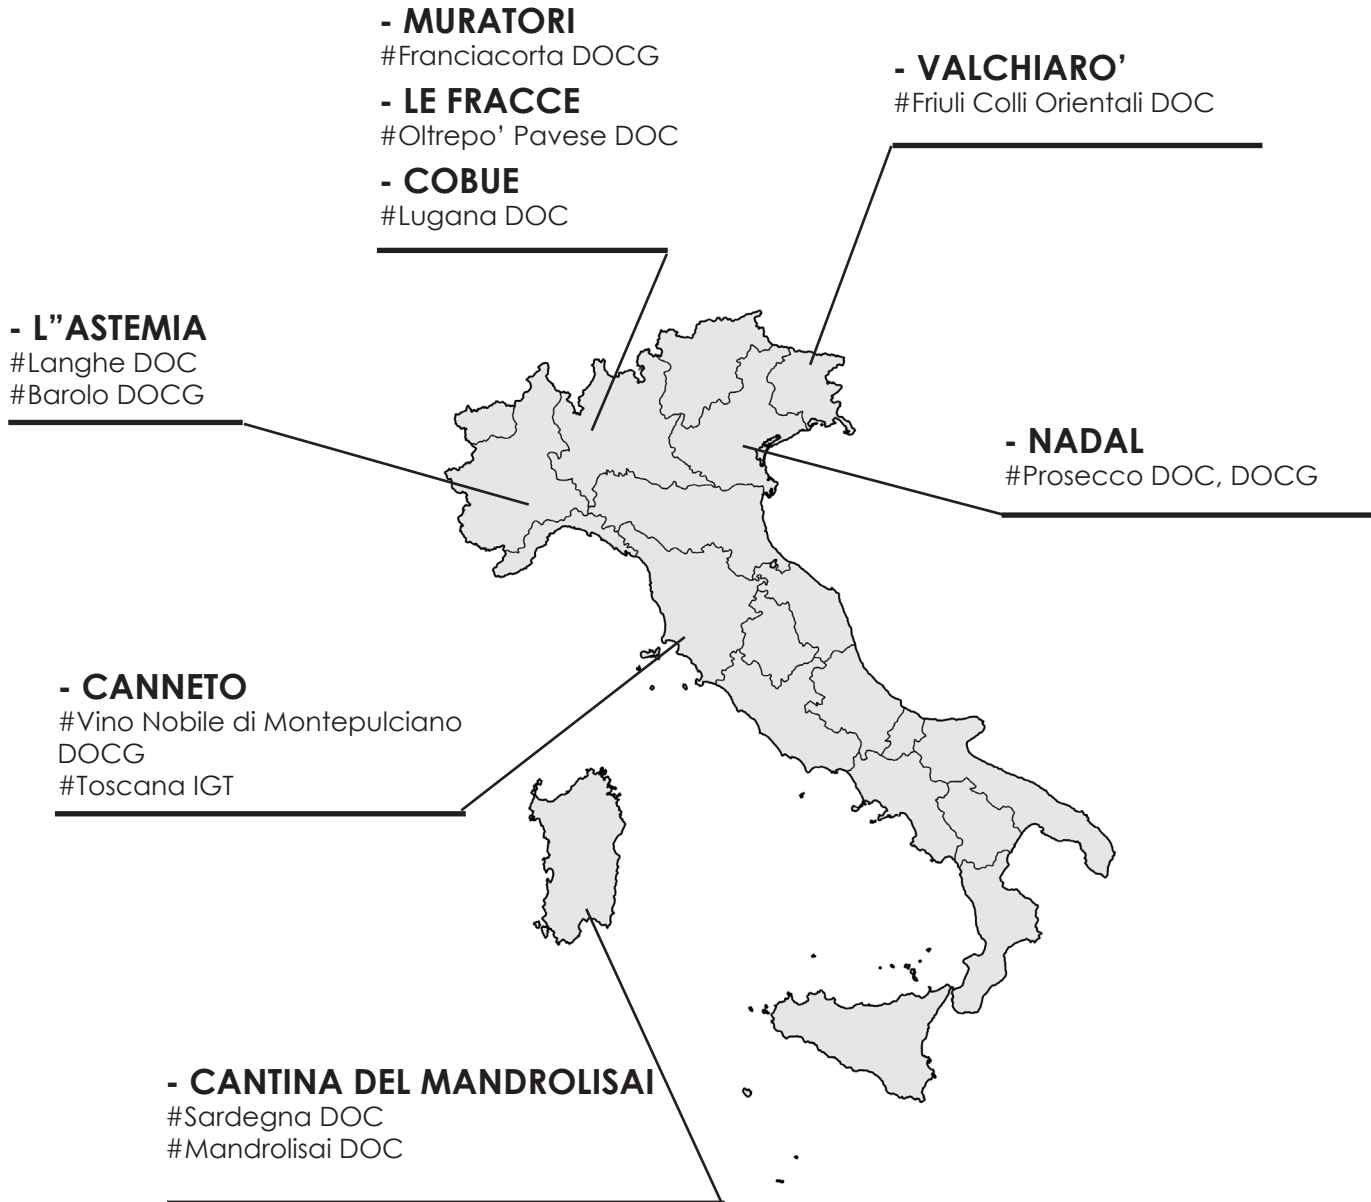 - MURATORI
#Franciacorta DOCG
- LE FRACCE
#Oltrepo’ Pavese DOC
- COBUE
#Lugana DOC
- VALCHIARO’
#Friuli Colli Orientali DOC
- L”ASTEMIA
#Langhe DOC
#Barolo DOCG
- NADAL
#Prosecco DOC, DOCG
- CANNETO
#Vino Nobile di Montepulciano
DOCG
#Toscana IGT
- CANTINA DEL MANDROLISAI
#Sardegna DOC
#Mandrolisai DOC